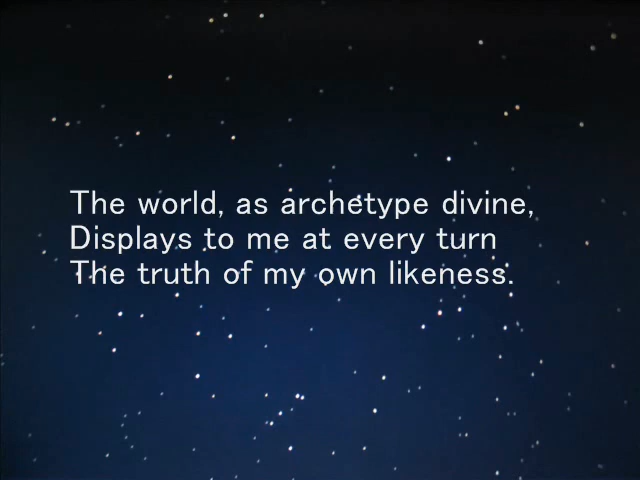 The world, as archetype divine,
Displays to me at every turn
The truth of my own likeness.